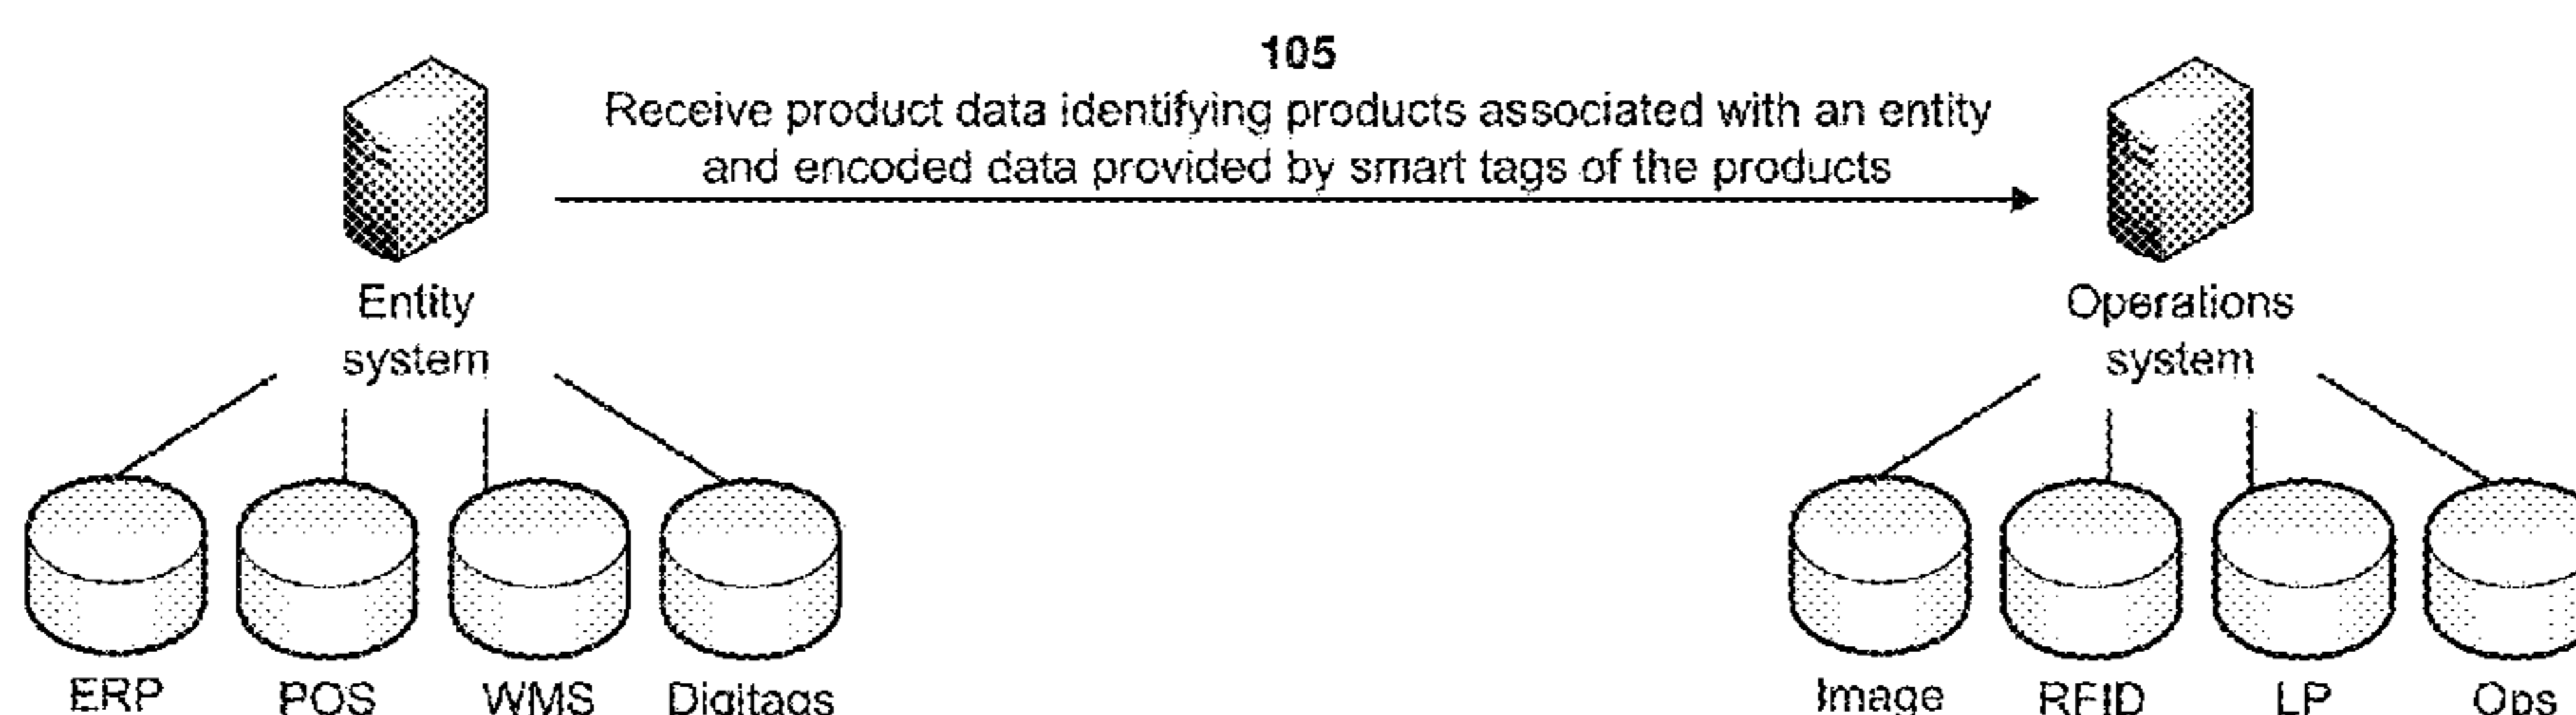 105
Receive product data identifying products associated with an entity
and encoded data provided by smart tags of the products
Entity
system
Operations
system
ERP POS WMS Digitags Image RFID LP Ops